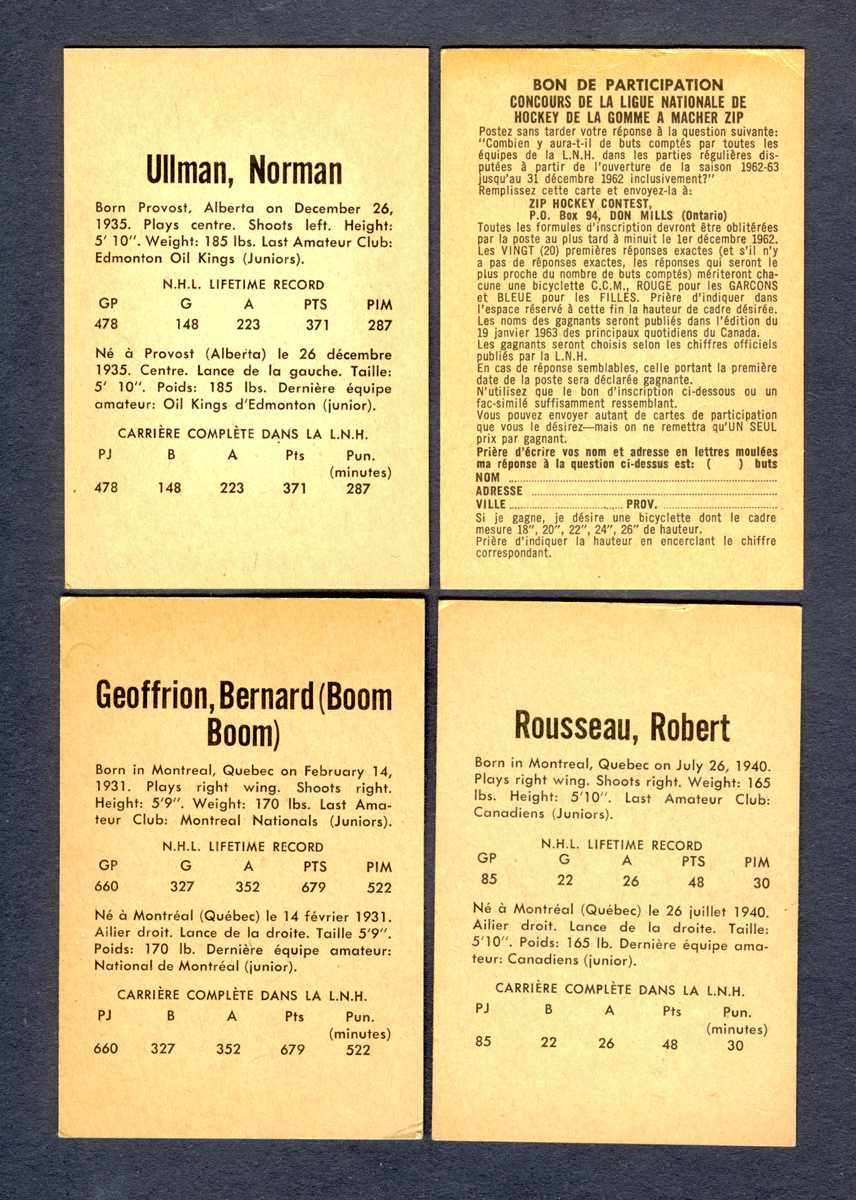 Ullman, Norman
Born Provost, Alberta on December 26,
1935. Plays centre. Shoots left. Height:
5' 10". Weight: 185 lbs. Last Amateur Club:
Edmonton Oil Kings (Juniors).
N.H.L. LIFETIME RECORD
GP G A PTS PIM
478 148 223 371 287
Né à Provost (Alberta) le 26 décembre
1935. Centre. Lance de la gauche. Taille:
5' 10". Poids: 185 lbs. Dernière équipe
amateur: Oil Kings d'Edmonton (junior).
CARRIÈRE COMPLÈTE DANS LA L.N.H.
PJ B A Pts Pun.
(minutes)
478 148 223 371 287
BON DE PARTICIPATION
CONCOURS DE LA LIGUE NATIONALE DE
HOCKEY DE LA GOMME A MACHER ZIP
Postez sans tarder votre réponse à la question suivante:
"Combien y aura-t-il de buts comptés par toutes les
équipes de la L.N.H. dans les parties régulières dis-
putées à partir de l'ouverture de la saison 1962-63
jusqu'au 31 décembre 1962 inclusivement?"
Remplissez cette carte et envoyez-la à:
ZIP HOCKEY CONTEST,
P.O. Box 94, DON MILLS (Ontario)
Toutes les formules d'inscription devront être oblitérées
par la poste au plus tard à minuit le 1er décembre 1962.
Les VINGT (20) premières réponses exactes (et s'il n'y
a pas de réponses exactes, les réponses qui seront le
plus proche du nombre de buts comptés) mériteront cha-
cune une bicyclette C.C.M., ROUGE pour les GARCONS
et BLEUE pour les FILLES. Prière d'indiquer dans
l'espace réservé à cette fin la hauteur de cadre désirée.
Les noms des gagnants seront publiés dans l'édition du
19 janvier 1963 des principaux quotidiens du Canada.
Les gagnants seront choisis selon les chiffres officiels
publiés par la L.N.H.
En cas de réponse semblables, celle portant la première
date de la poste sera déclarée gagnante.
N'utilisez que le bon d'inscription ci-dessous ou un
fac-similé suffisamment ressemblant.
Vous pouvez envoyer autant de cartes de participation
que vous le désirez—mais on ne remettra qu'UN SEUL
prix par gagnant.
Prière d'écrire vos nom et adresse en lettres moulées
ma réponse à la question ci-dessus est: ( ) buts
NOM
ADRESSE
VILLE PROV.
Si je gagne, je désire une bicyclette dont le cadre
mesure 18", 20", 22", 24", 26" de hauteur.
Prière d'indiquer la hauteur en encerclant le chiffre
correspondant.
Geoffrion, Bernard (Boom
Boom)
Born in Montreal, Quebec on February 14,
1931. Plays right wing. Shoots right.
Height: 5'9". Weight: 170 lbs. Last Ama-
teur Club: Montreal Nationals (Juniors).
N.H.L. LIFETIME RECORD
GP G A PTS PIM
660 327 352 679 522
Né à Montréal (Québec) le 14 février 1931.
Ailier droit. Lance de la droite. Taille 5'9".
Poids: 170 lb. Dernière équipe amateur:
National de Montréal (junior).
CARRIÈRE COMPLÈTE DANS LA L.N.H.
PJ B A Pts Pun.
(minutes)
660 327 352 679 522
Rousseau, Robert
Born in Montreal, Quebec on July 26, 1940.
Plays right wing. Shoots right. Weight: 165
lbs. Height: 5'10". Last Amateur Club:
Canadiens (Juniors).
N.H.L. LIFETIME RECORD
GP G A PTS PIM
85 22 26 48 30
Né à Montréal (Québec) le 26 juillet 1940.
Ailier droit. Lance de la droite. Taille:
5'10". Poids: 165 lb. Dernière équipe ama-
teur: Canadiens (junior).
CARRIÈRE COMPLÈTE DANS LA L.N.H.
PJ B A Pts Pun.
(minutes)
85 22 26 48 30